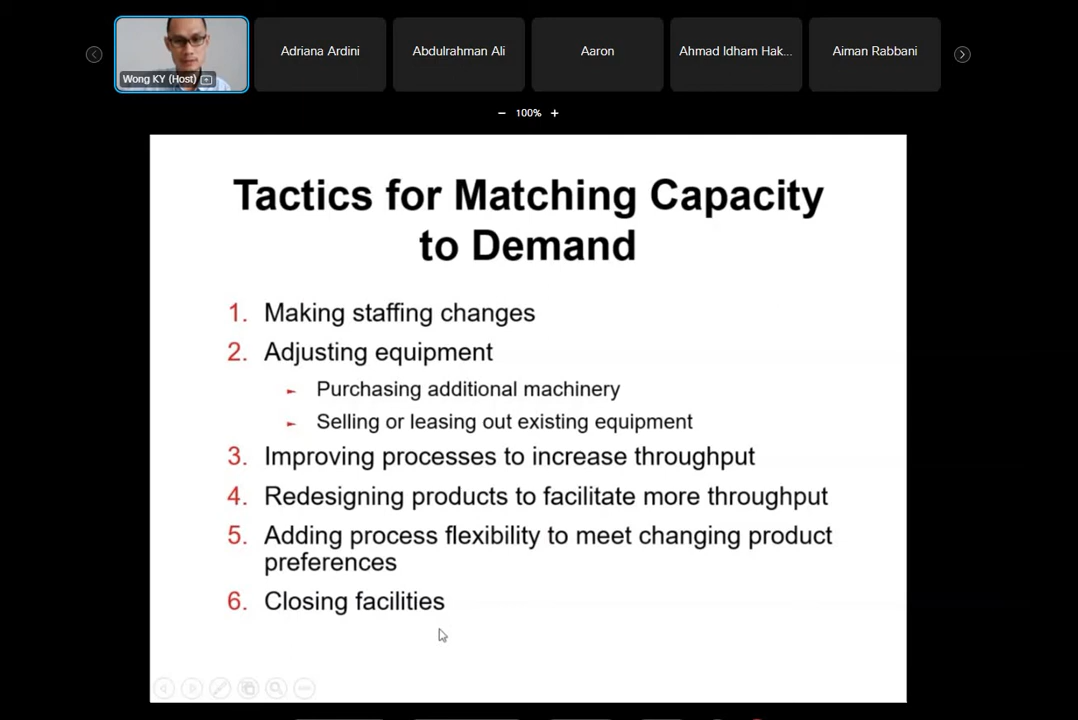 Wong KY (Host)
Adriana Ardini
Abdulrahman Ali
Aaron
Ahmad Idham Hak...
Aiman Rabbani
− 100% +
Tactics for Matching Capacity
to Demand
1. Making staffing changes
2. Adjusting equipment
► Purchasing additional machinery
► Selling or leasing out existing equipment
3. Improving processes to increase throughput
4. Redesigning products to facilitate more throughput
5. Adding process flexibility to meet changing product
preferences
6. Closing facilities